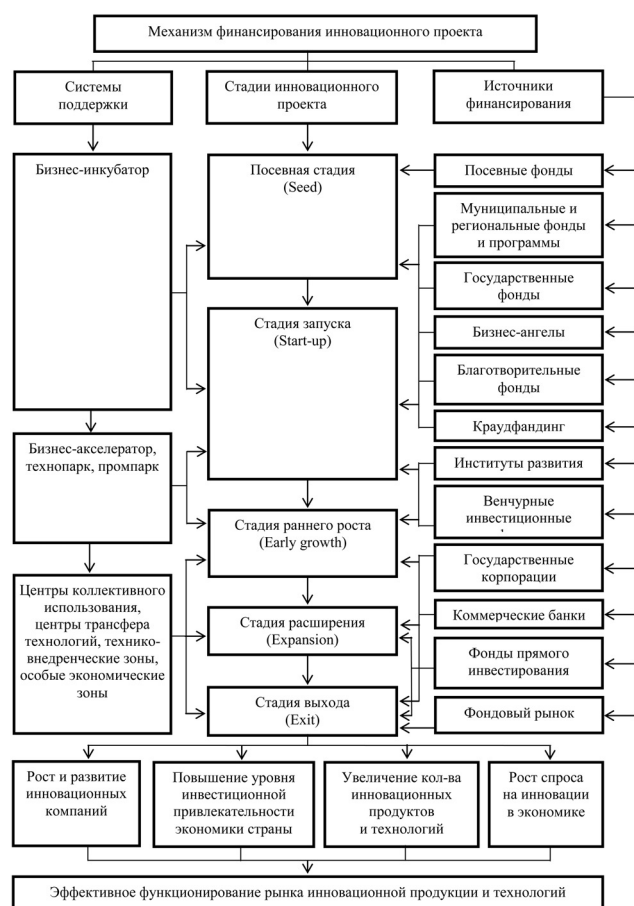 Механизм финансирования инновационного проекта
Системы
поддержки
Стадии инновационного
проекта
Источники
финансирования
Бизнес-инкубатор
Посевная стадия
(Seed)
Посевные фонды
Муниципальные и
региональные фонды
и программы
Государственные
фонды
Стадия запуска
(Start-up)
Бизнес-ангелы
Благотворительные
фонды
Краудфандинг
Бизнес-акселератор,
технопарк, промпарк
Институты развития
Стадия раннего роста
(Early growth)
Венчурные
инвестиционные
Государственные
корпорации
Центры коллективного
использования,
центры трансфера
технологий, технико-
внедренческие зоны,
особые экономические
зоны
Стадия расширения
(Expansion)
Коммерческие банки
Фонды прямого
инвестирования
Стадия выхода
(Exit)
Фондовый рынок
Рост и развитие
инновационных
компаний
Повышение уровня
инвестиционной
привлекательности
экономики страны
Увеличение кол-ва
инновационных
продуктов
и технологий
Рост спроса
на инновации
в экономике
Эффективное функционирование рынка инновационной продукции и технологий